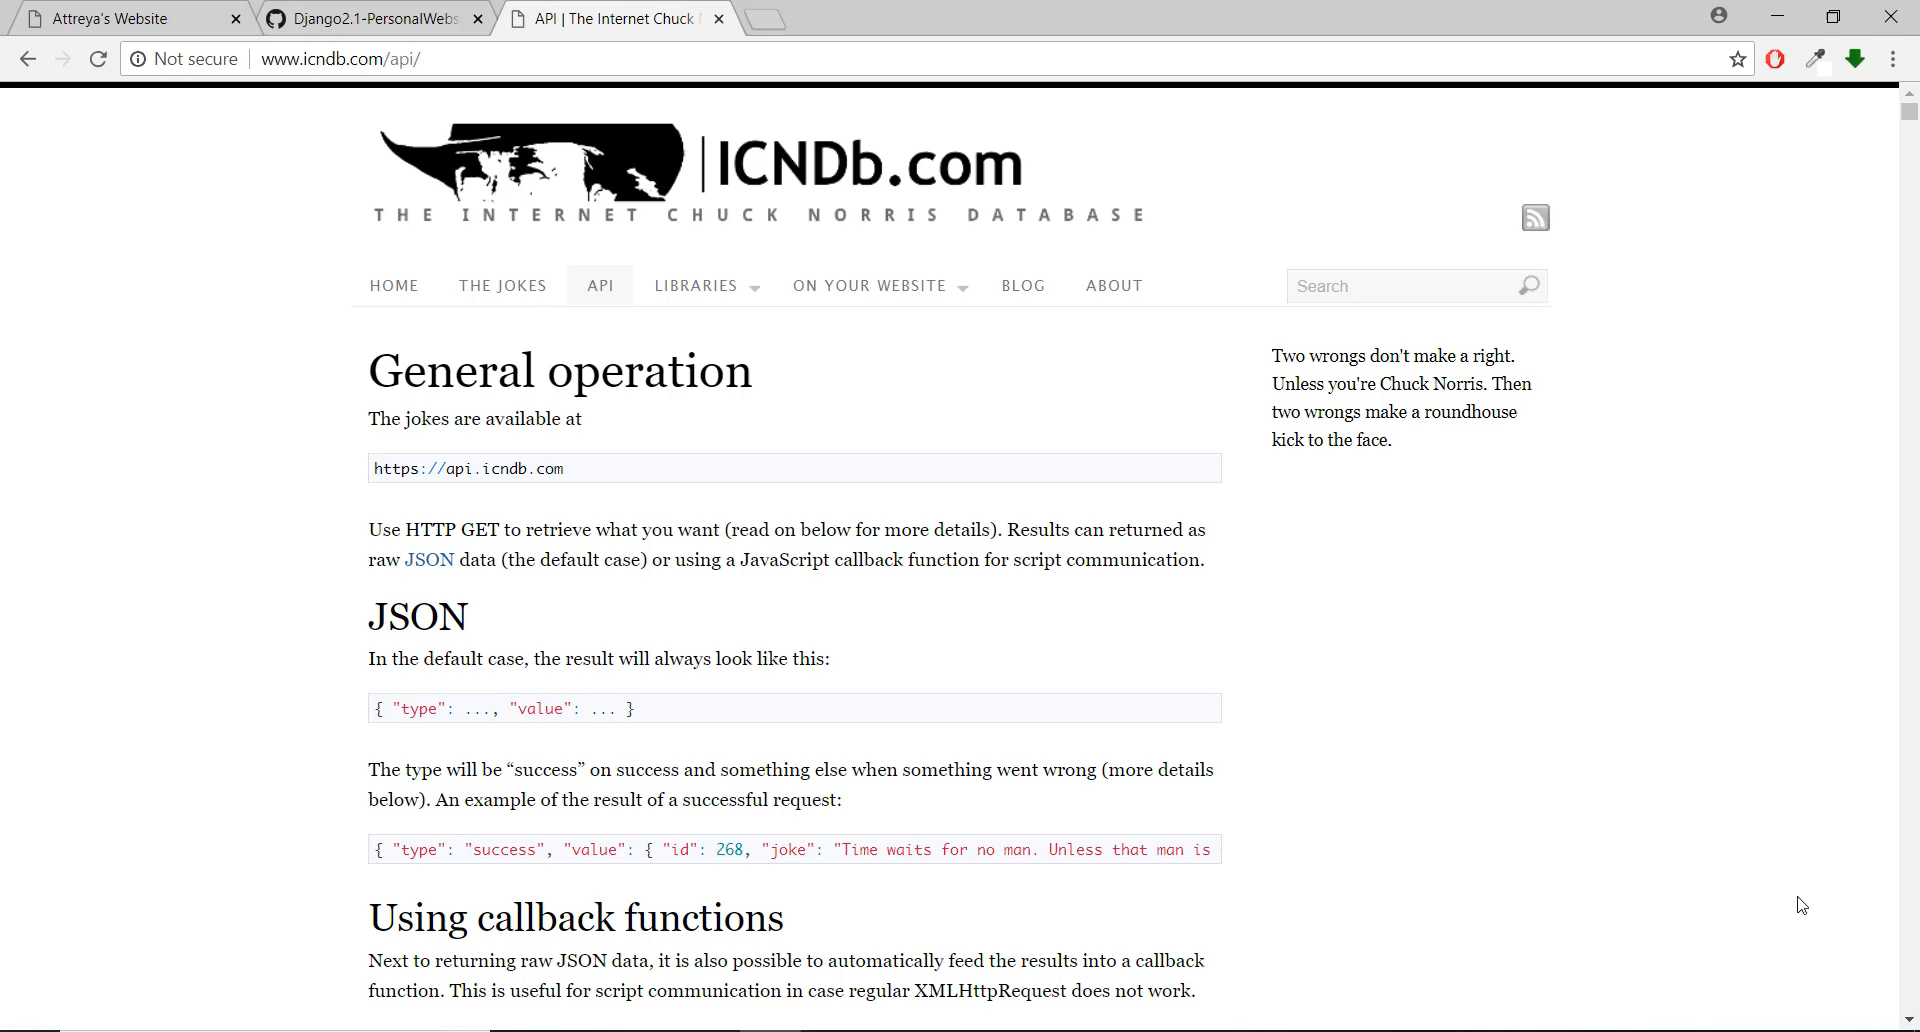 Attreya's Website
Django2.1-PersonalWebs
API | The Internet Chuck
Not secure
www.icndb.com/api/
ICNDb.com
THE INTERNET CHUCK NORRIS DATABASE
HOME
THE JOKES
API
LIBRARIES
ON YOUR WEBSITE
BLOG
ABOUT
Search
General operation
The jokes are available at
https://api.icndb.com
Use HTTP GET to retrieve what you want (read on below for more details). Results can returned as
raw JSON data (the default case) or using a JavaScript callback function for script communication.
JSON
In the default case, the result will always look like this:
{ "type": ..., "value": ... }
The type will be “success” on success and something else when something went wrong (more details
below). An example of the result of a successful request:
{ "type": "success", "value": { "id": 268, "joke": "Time waits for no man. Unless that man is
Using callback functions
Next to returning raw JSON data, it is also possible to automatically feed the results into a callback
function. This is useful for script communication in case regular XMLHttpRequest does not work.
Two wrongs don't make a right.
Unless you're Chuck Norris. Then
two wrongs make a roundhouse
kick to the face.